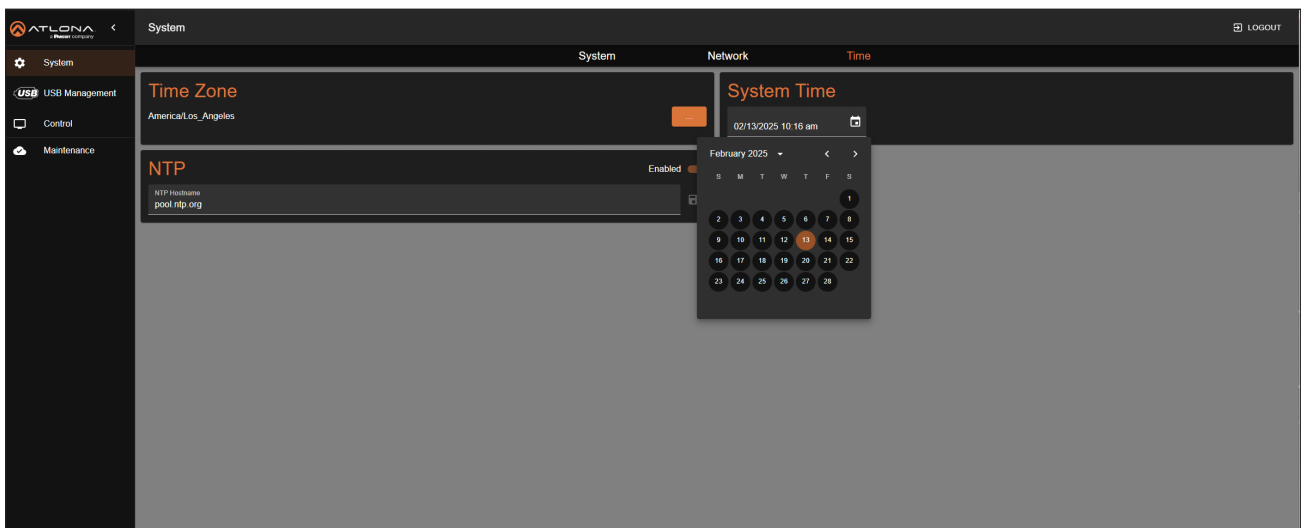 ATLONA
a Panduit company
System
LOGOUT
System
Network
Time
System
USB USB Management
Control
Maintenance
Time Zone
America/Los_Angeles
...
System Time
02/13/2025 10:16 am
NTP
Enabled
NTP Hostname
pool.ntp.org
February 2025
S M T W T F S
1
2 3 4 5 6 7 8
9 10 11 12 13 14 15
16 17 18 19 20 21 22
23 24 25 26 27 28